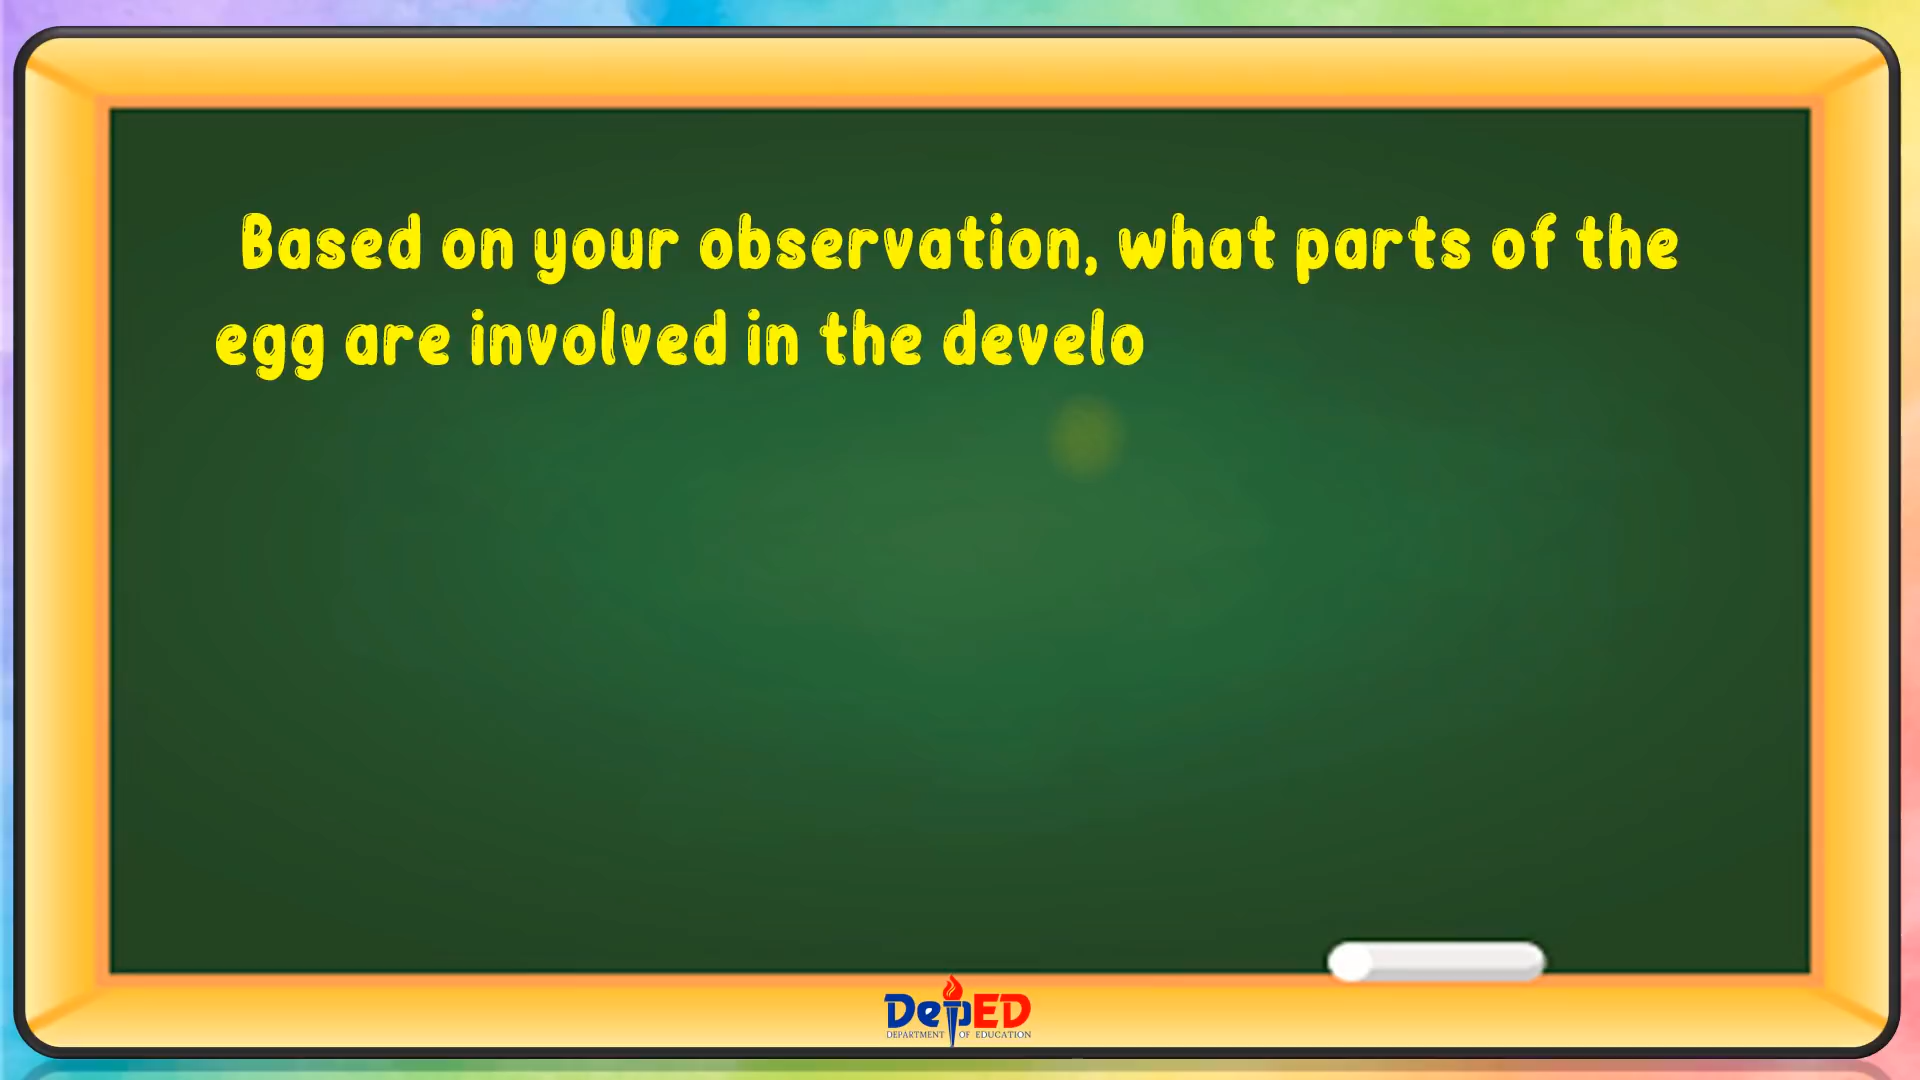 Based on your observation, what parts of the
egg are involved in the develo
DepED
DEPARTMENT OF EDUCATION